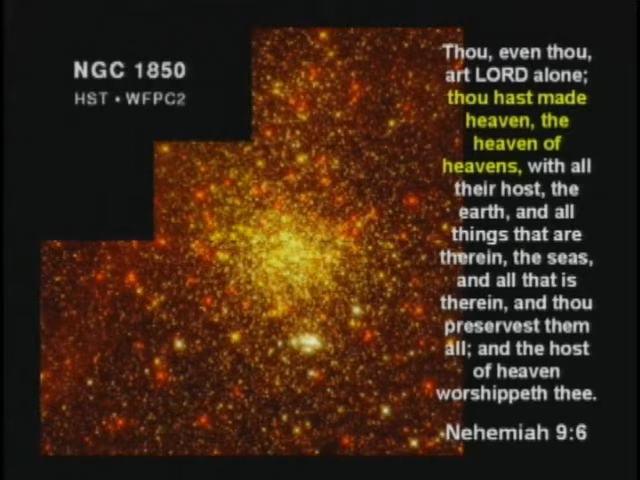 NGC 1850
HST • WFPC2
Thou, even thou,
art LORD alone;
thou hast made
heaven, the
heaven of
heavens, with all
their host, the
earth, and all
things that are
therein, the seas,
and all that is
therein, and thou
preservest them
all; and the host
of heaven
worshippeth thee.
Nehemiah 9:6